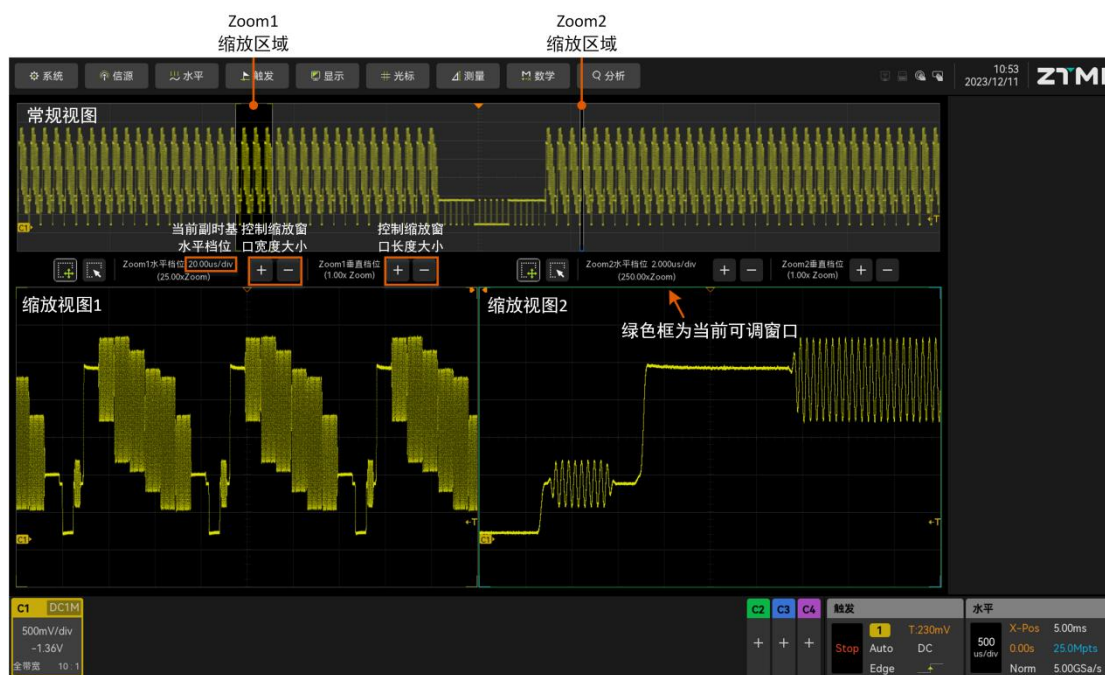 Zoom1
缩放区域
Zoom2
缩放区域
系统
信源
水平
触发
显示
光标
测量
数学
分析
10:53
2023/12/11
ZTMI
常规视图
C1
T
当前副时基
水平档位
控制缩放窗
口宽度大小
控制缩放窗
口长度大小
Zoom1水平档位 20.00us/div
(25.00xZoom)
+ −
Zoom1垂直档位
(1.00x Zoom)
+ −
Zoom2水平档位 2.000us/div
(250.00xZoom)
+ −
Zoom2垂直档位
(1.00x Zoom)
+ −
缩放视图1
缩放视图2
绿色框为当前可调窗口
T
T
C1
C1
C1 DC1M
500mV/div
-1.36V
全带宽 10:1
C2 C3 C4
+ + +
触发
1 T:230mV
Stop Auto DC
Edge
水平
500
us/div
X-Pos 5.00ms
0.00s 25.0Mpts
Norm 5.00GSa/s